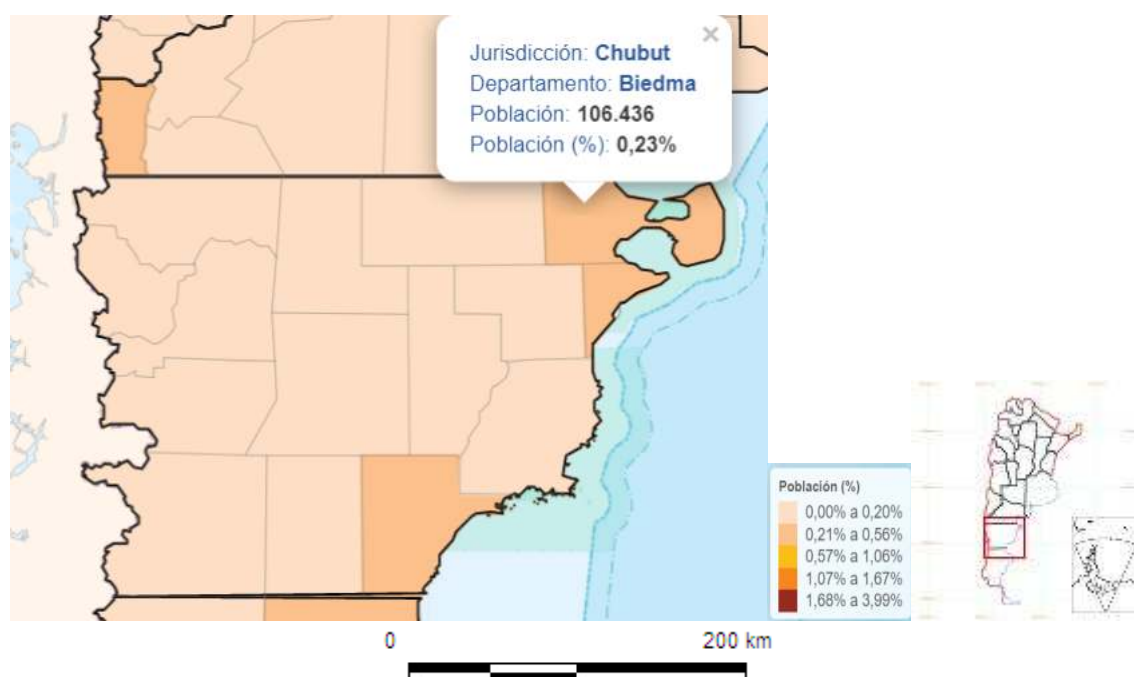 ×
Jurisdicción: Chubut
Departamento: Biedma
Población: 106.436
Población (%): 0,23%
Población (%)
0,00% a 0,20%
0,21% a 0,56%
0,57% a 1,06%
1,07% a 1,67%
1,68% a 3,99%
0 200 km